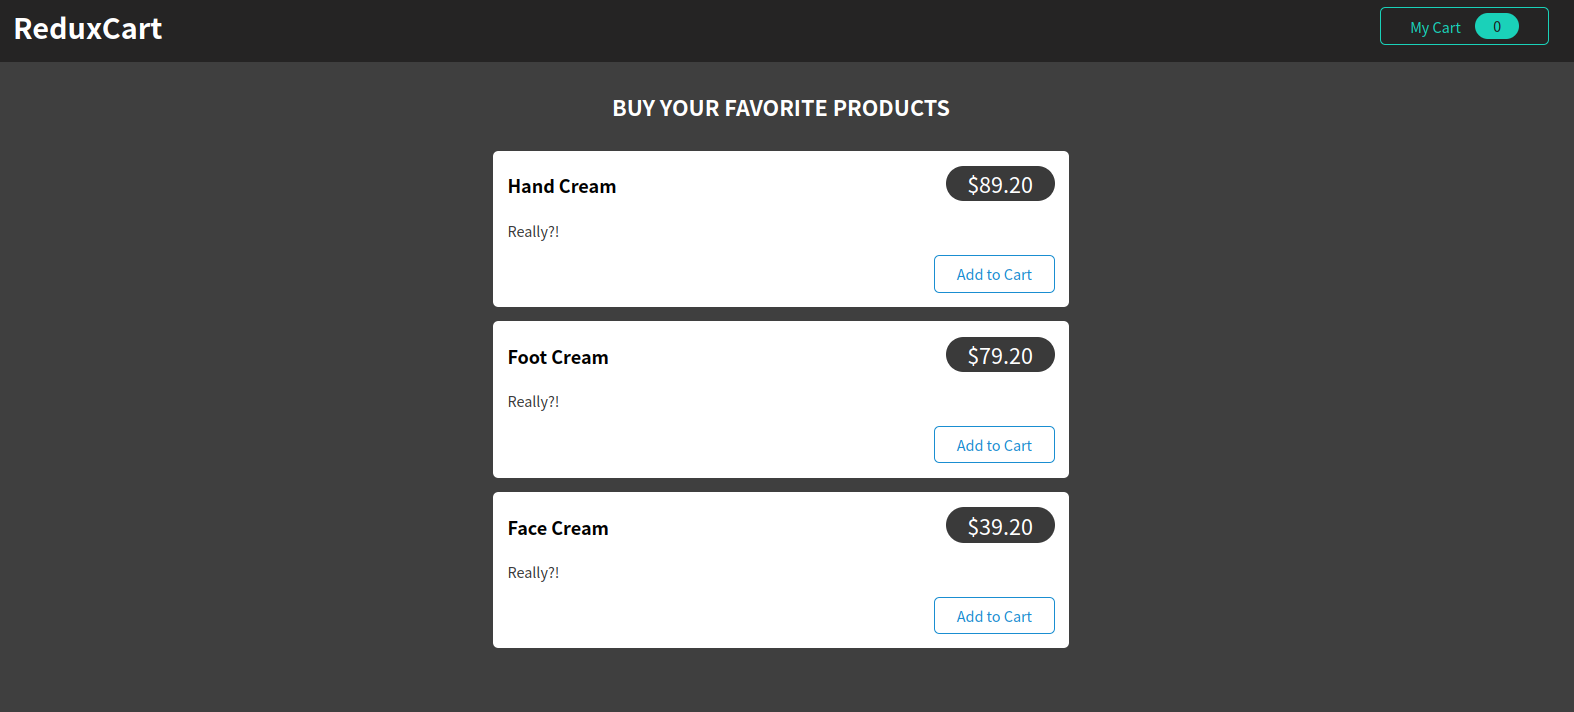 ReduxCart
My Cart 0
BUY YOUR FAVORITE PRODUCTS
Hand Cream
$89.20
Really?!
Add to Cart
Foot Cream
$79.20
Really?!
Add to Cart
Face Cream
$39.20
Really?!
Add to Cart